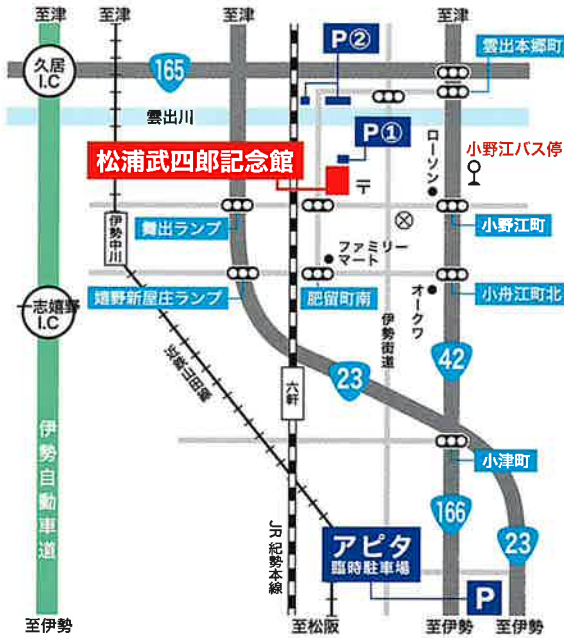 至津
至津
至津
至津
P②
雲出本郷町
久居
I.C
165
雲出川
P①
松浦武四郎記念館
〒
ローソン
小野江バス停
伊勢中川
舞出ランプ
小野江町
ファミリー
マート
嬉野新屋庄ランプ
肥留町南
オークワ
小舟江町北
一志嬉野
I.C
伊勢街道
近鉄山田線
六軒
23
42
伊勢自動車道
小津町
JR 紀勢本線
166
アピタ
臨時駐車場
23
P
至伊勢
至松阪
至伊勢
至伊勢